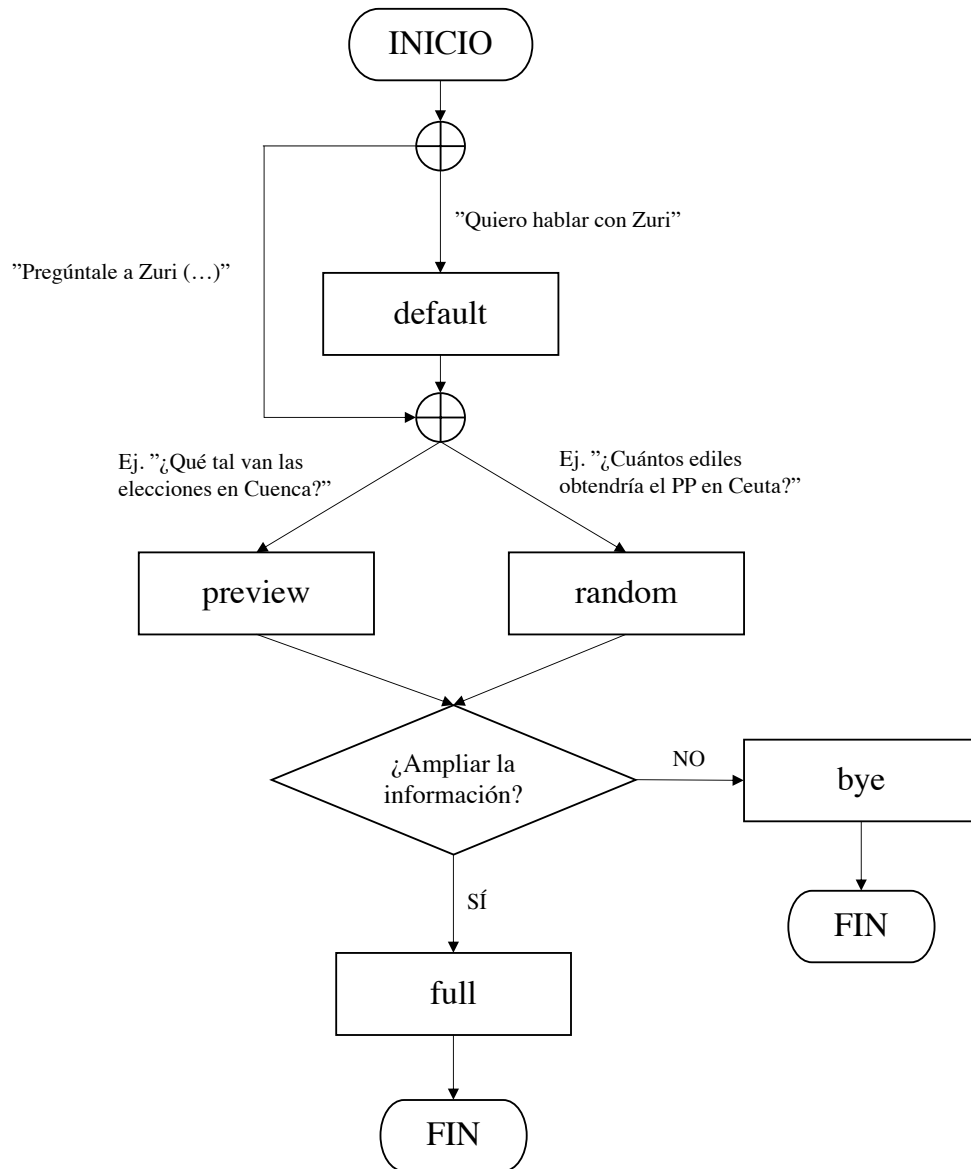 INICIO
”Quiero hablar con Zuri”
”Pregúntale a Zuri (…)”
default
Ej. ”¿Qué tal van las
elecciones en Cuenca?”
Ej. ”¿Cuántos ediles
obtendría el PP en Ceuta?”
preview
random
¿Ampliar la
información?
NO
bye
SÍ
FIN
full
FIN